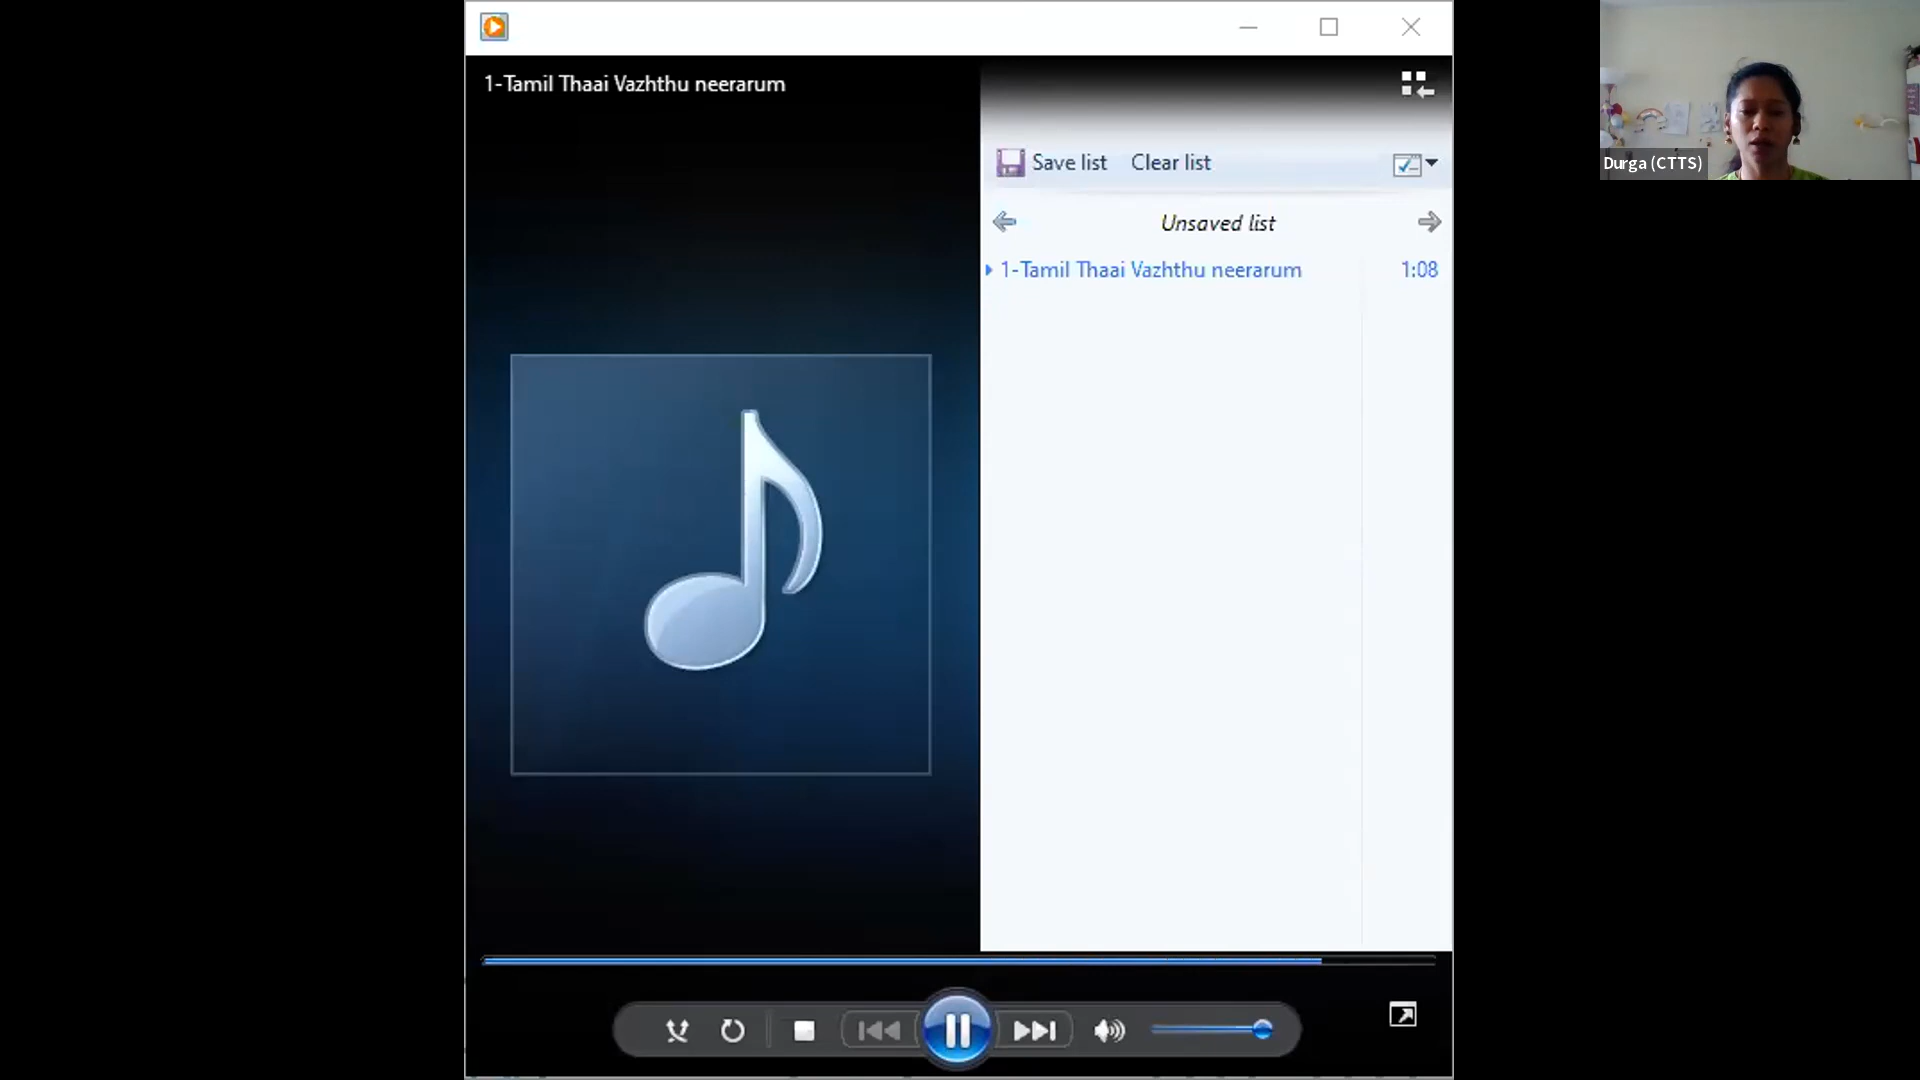 1-Tamil Thaai Vazhthu neerarum
Save list Clear list
Unsaved list
1-Tamil Thaai Vazhthu neerarum 1:08
Durga (CTTS)